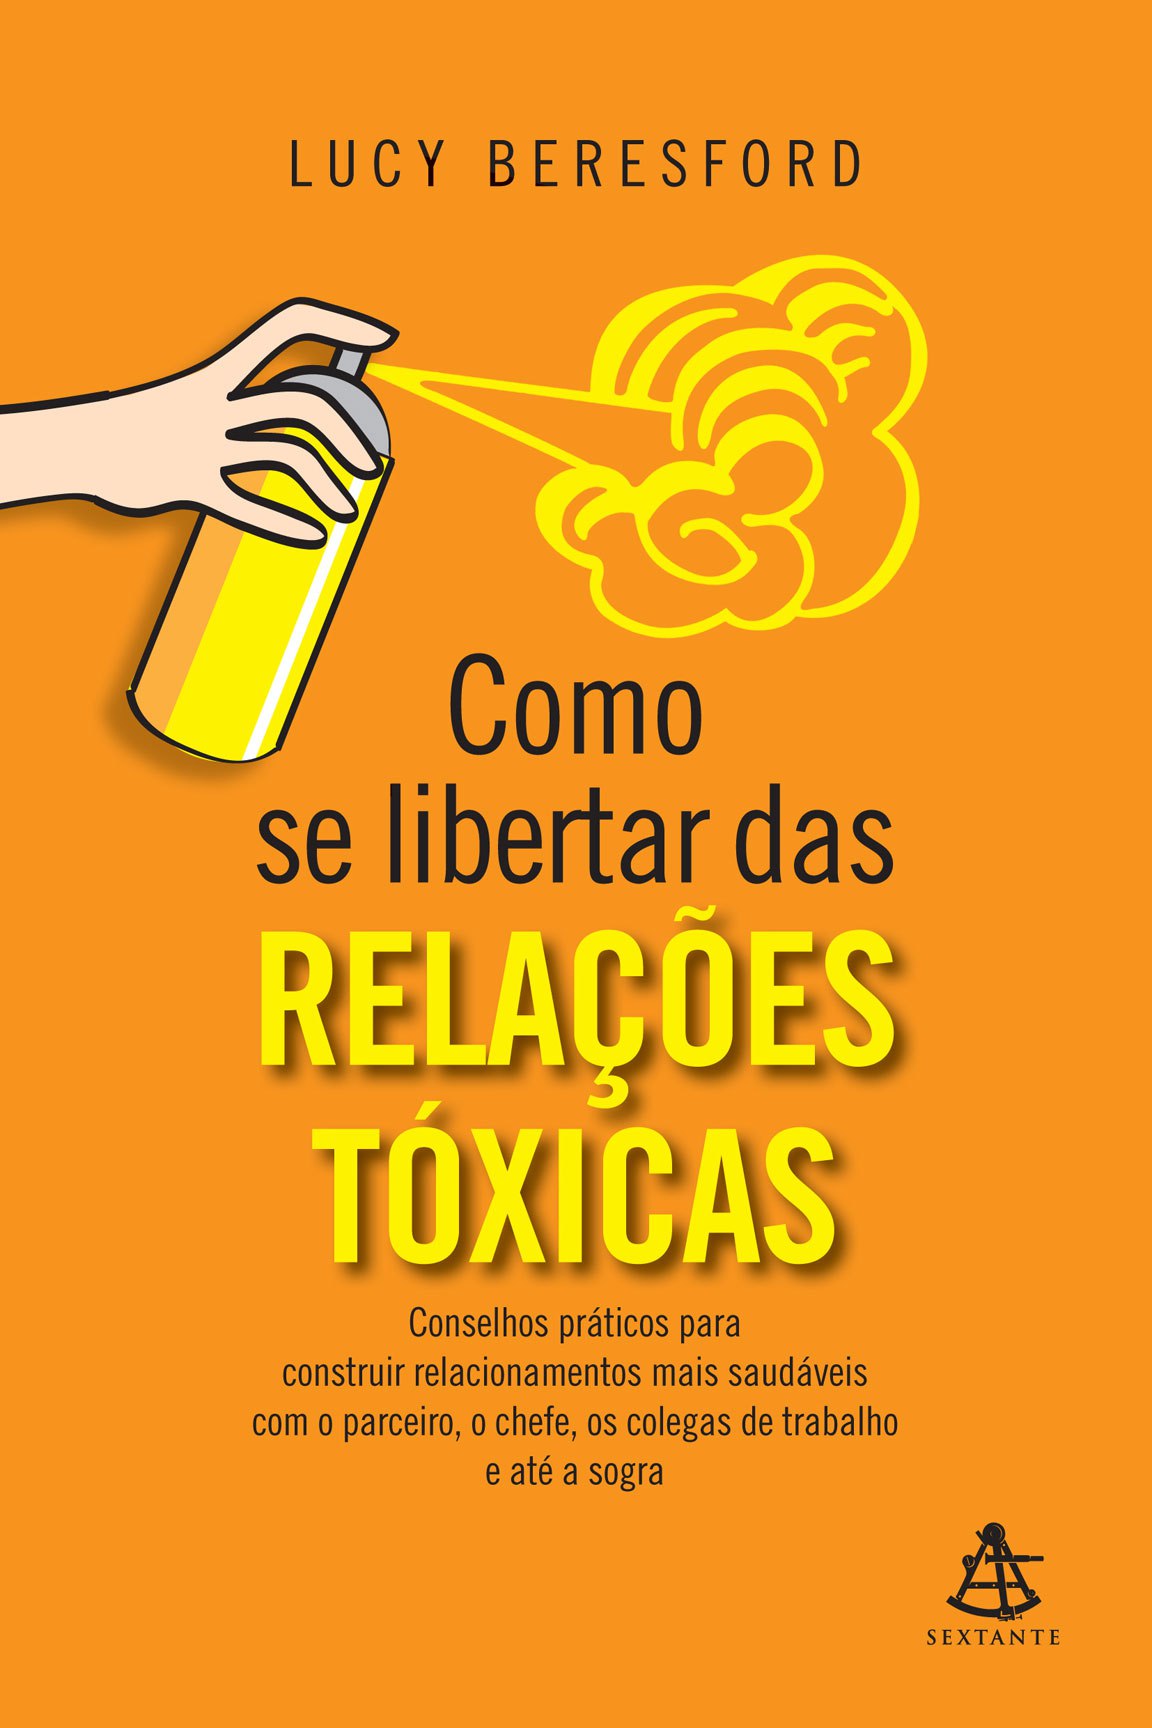 LUCY BERESFORD
Como
se libertar das
RELAÇÕES
TÓXICAS
Conselhos práticos para
construir relacionamentos mais saudáveis
com o parceiro, o chefe, os colegas de trabalho
e até a sogra
SEXTANTE